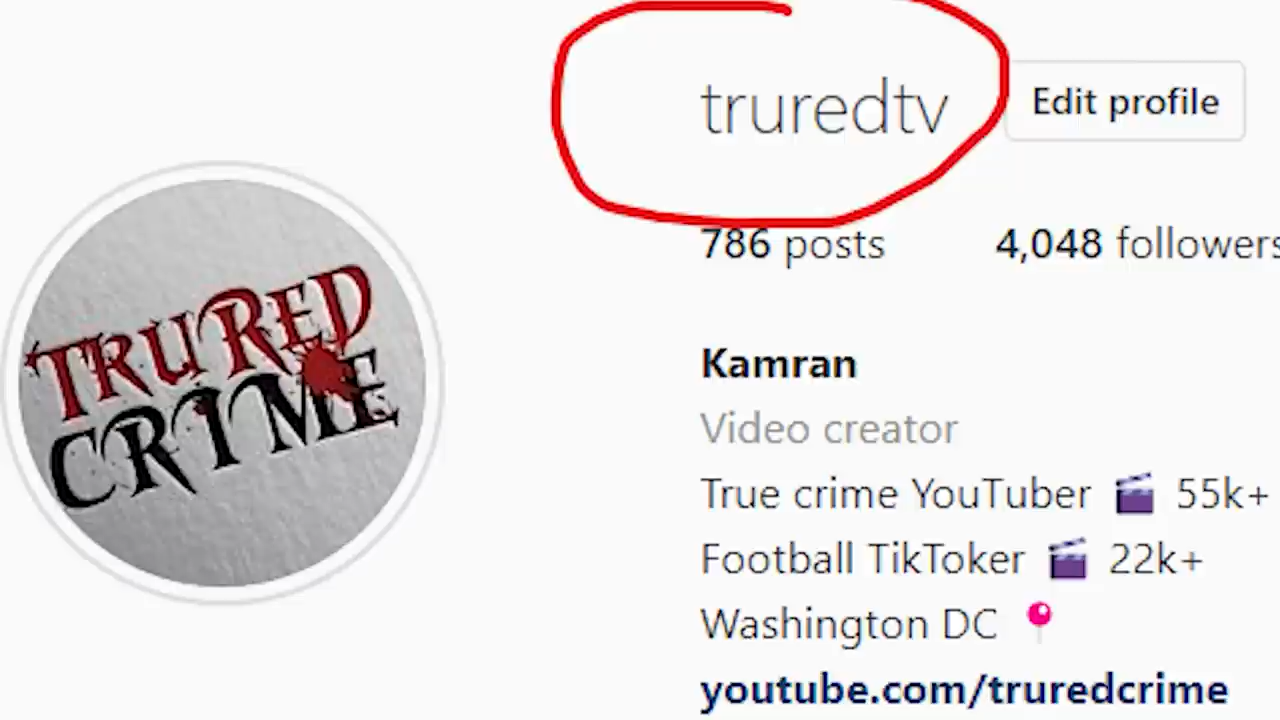 truredtv
Edit profile
786 posts 4,048 followers
TRURED
CRIME
Kamran
Video creator
True crime YouTuber 🎬 55k+
Football TikToker 🎬 22k+
Washington DC 📍
youtube.com/truredcrime